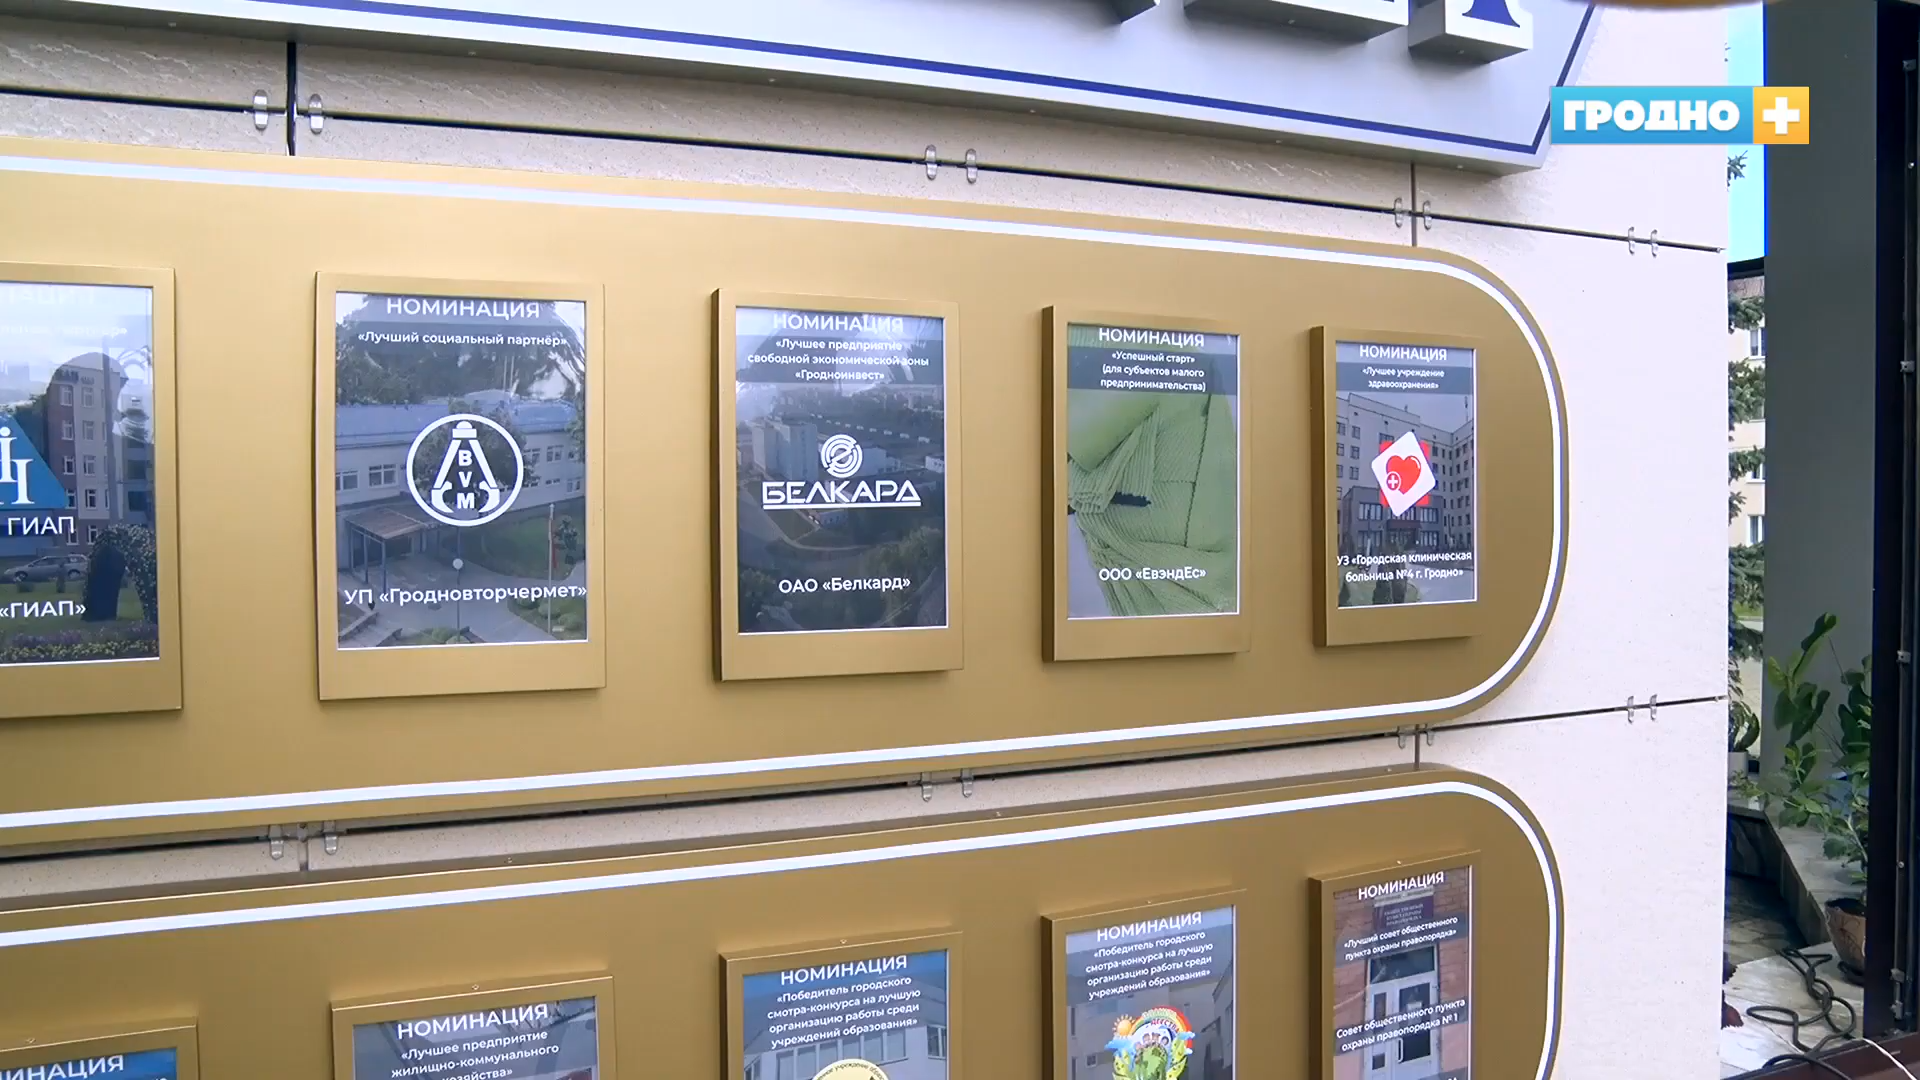 ГРОДНО +
ГИАП
«ГИАП»
НОМИНАЦИЯ
«Лучший социальный партнёр»
BVM
УП «Гродновторчермет»
НОМИНАЦИЯ
«Лучшее предприятие
свободной экономической зоны
«Гродноинвест»
БЕЛКАРД
ОАО «Белкард»
НОМИНАЦИЯ
«Успешный старт»
(для субъектов малого
предпринимательства)
ООО «ЕвэндЕс»
НОМИНАЦИЯ
«Лучшее учреждение
здравоохранения»
УЗ «Городская клиническая
больница №4 г. Гродно»
НОМИНАЦИЯ
«Лучшее предприятие
жилищно-коммунального
хозяйства»
НОМИНАЦИЯ
«Победитель городского
смотра-конкурса на лучшую
организацию работы среди
учреждений образования»
НОМИНАЦИЯ
«Победитель городского
смотра-конкурса на лучшую
организацию работы среди
учреждений образования»
НОМИНАЦИЯ
«Лучший совет общественного
пункта охраны правопорядка»
Совет общественного пункта
охраны правопорядка №1